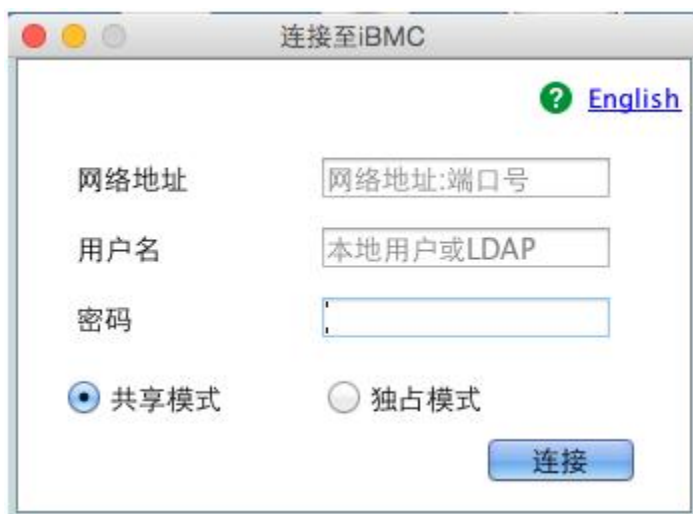 连接至iBMC
? English
网络地址 网络地址:端口号
用户名 本地用户或LDAP
密码
共享模式 独占模式
连接